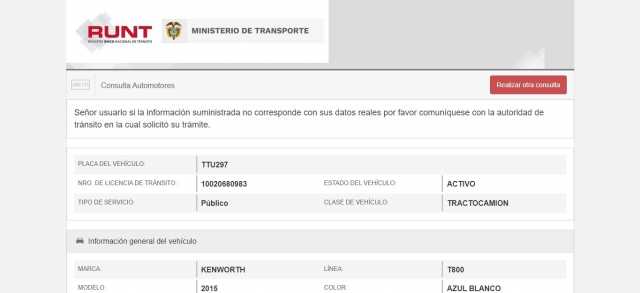 RUNT
REGISTRO ÚNICO NACIONAL DE TRÁNSITO
MINISTERIO DE TRANSPORTE
Consulta Automotores
Realizar otra consulta
Señor usuario si la información suministrada no corresponde con sus datos reales por favor comuníquese con la autoridad de
tránsito en la cual solicitó su trámite.
PLACA DEL VEHÍCULO: TTU297
NRO. DE LICENCIA DE TRÁNSITO: 10020680983 ESTADO DEL VEHÍCULO: ACTIVO
TIPO DE SERVICIO: Público CLASE DE VEHÍCULO: TRACTOCAMION
Información general del vehículo
MARCA: KENWORTH LÍNEA: T800
MODELO: 2015 COLOR: AZUL BLANCO